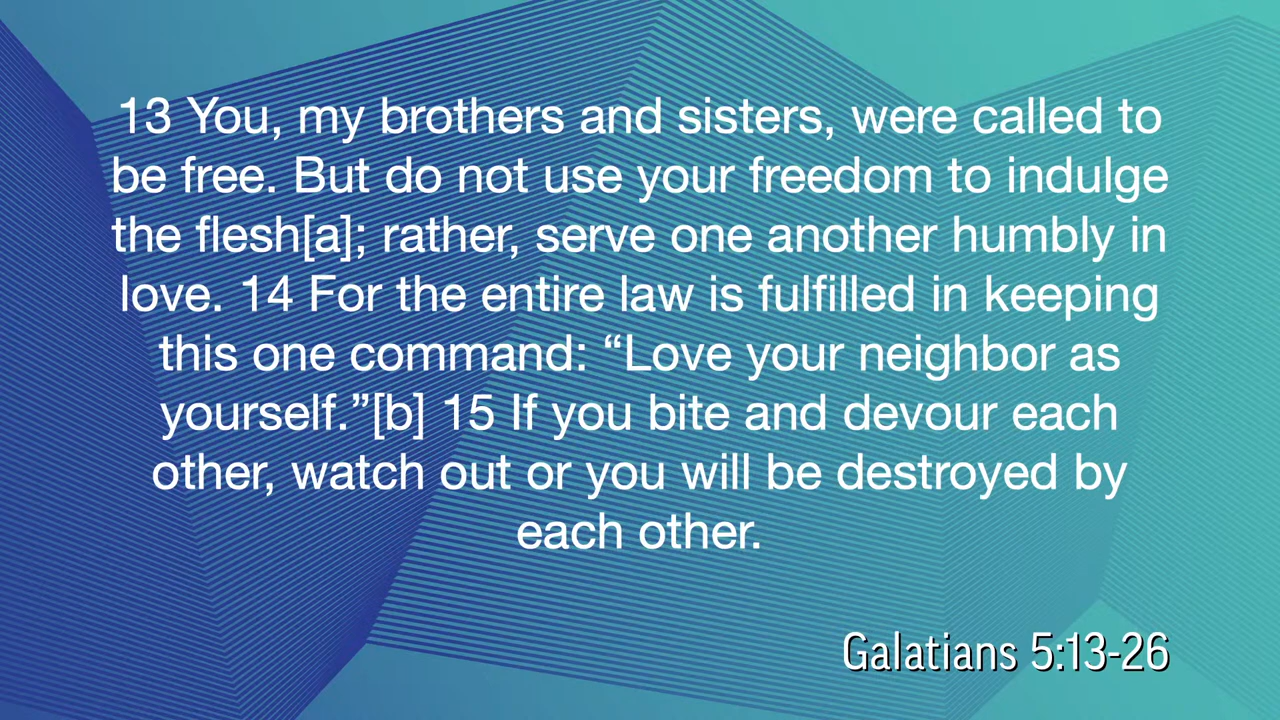 13 You, my brothers and sisters, were called to
be free. But do not use your freedom to indulge
the flesh[a]; rather, serve one another humbly in
love. 14 For the entire law is fulfilled in keeping
this one command: “Love your neighbor as
yourself.”[b] 15 If you bite and devour each
other, watch out or you will be destroyed by
each other.
Galatians 5:13-26